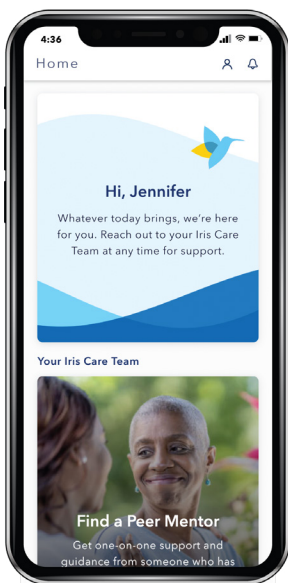 4:36
Home
Hi, Jennifer
Whatever today brings, we're here
for you. Reach out to your Iris Care
Team at any time for support.
Your Iris Care Team
Find a Peer Mentor
Get one-on-one support and
guidance from someone who has